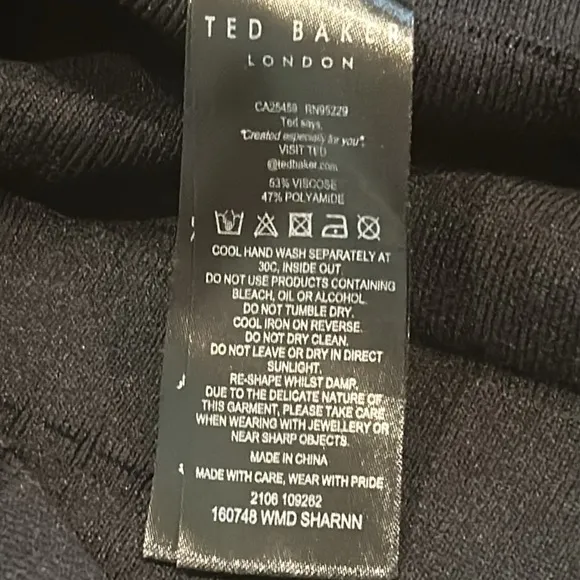 TED BAKER
LONDON
CA25459 RN95229
Ted says,
"Created especially for you".
VISIT TED
@tedbaker.com
53% VISCOSE
47% POLYAMIDE
COOL HAND WASH SEPARATELY AT
30C, INSIDE OUT
DO NOT USE PRODUCTS CONTAINING
BLEACH, OIL OR ALCOHOL.
DO NOT TUMBLE DRY.
COOL IRON ON REVERSE.
DO NOT DRY CLEAN.
DO NOT LEAVE OR DRY IN DIRECT
SUNLIGHT.
RE-SHAPE WHILST DAMP.
DUE TO THE DELICATE NATURE OF
THIS GARMENT, PLEASE TAKE CARE
WHEN WEARING WITH JEWELLERY OR
NEAR SHARP OBJECTS.
MADE IN CHINA
MADE WITH CARE, WEAR WITH PRIDE
2106 109262
160748 WMD SHARNN